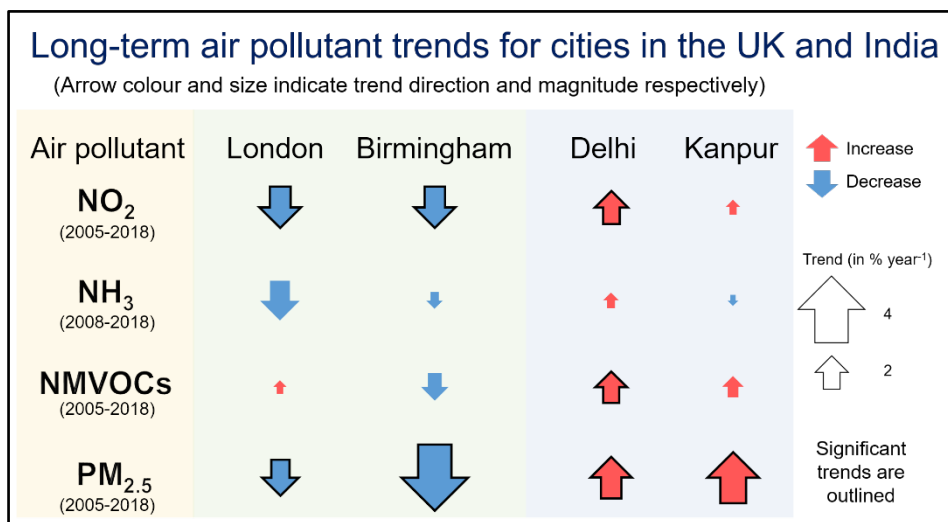 Long-term air pollutant trends for cities in the UK and India
(Arrow colour and size indicate trend direction and magnitude respectively)
Air pollutant London Birmingham Delhi Kanpur
Increase
Decrease
NO₂
(2005-2018)
NH₃
(2008-2018)
NMVOCs
(2005-2018)
PM₂.₅
(2005-2018)
Trend (in % year⁻¹)
4
2
Significant
trends are
outlined